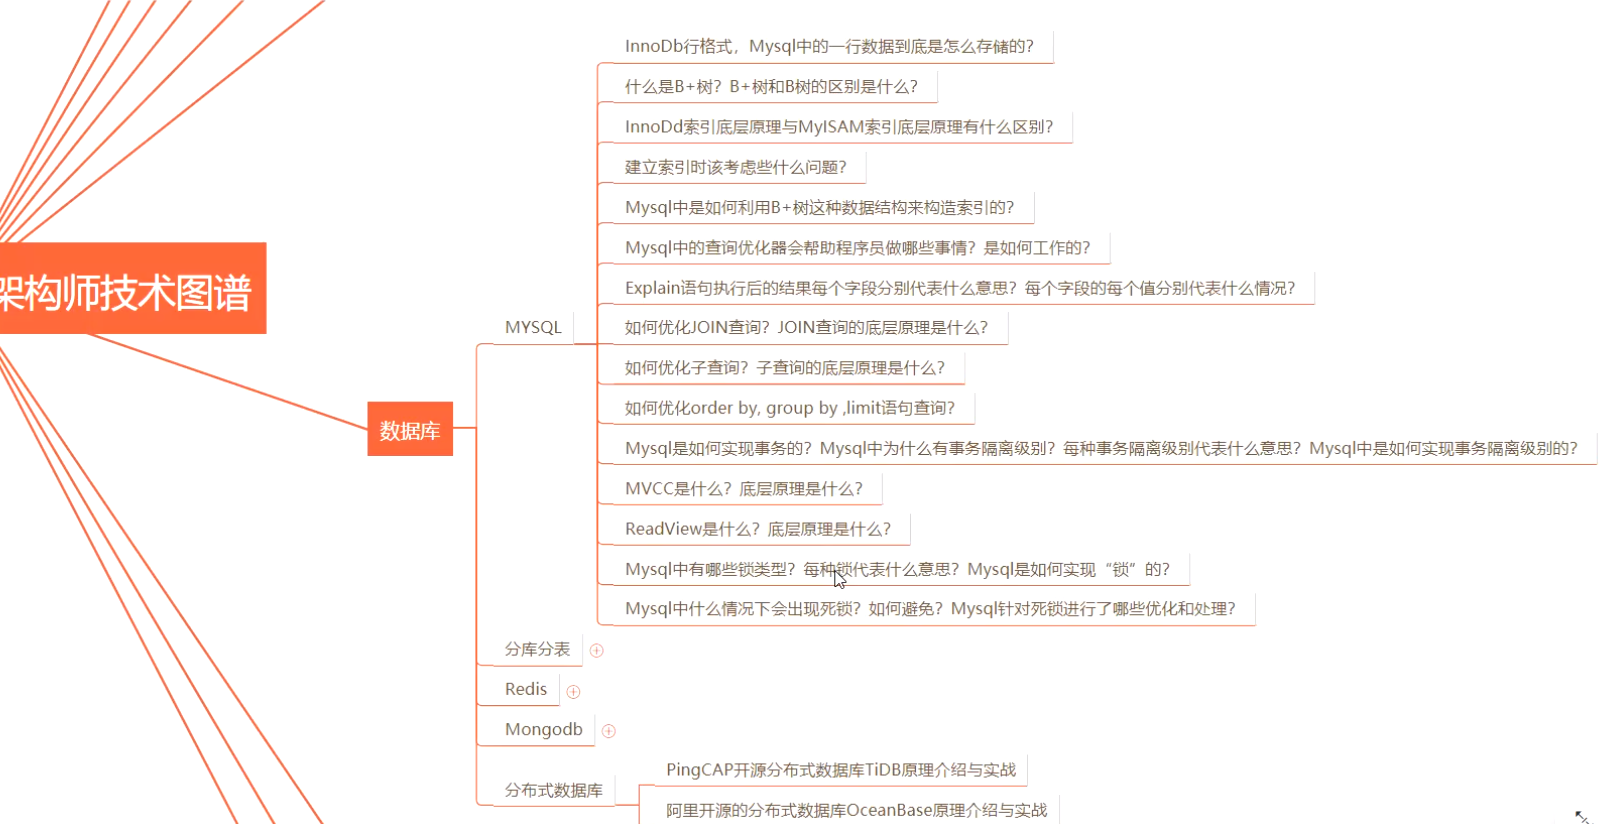 InnoDb行格式，Mysql中的一行数据到底是怎么存储的？
什么是B+树？B+树和B树的区别是什么？
InnoDd索引底层原理与MyISAM索引底层原理有什么区别？
建立索引时该考虑些什么问题？
Mysql中是如何利用B+树这种数据结构来构造索引的？
Mysql中的查询优化器会帮助程序员做哪些事情？是如何工作的？
Explain语句执行后的结果每个字段分别代表什么意思？每个字段的每个值分别代表什么情况？
架构师技术图谱
MYSQL
如何优化JOIN查询？JOIN查询的底层原理是什么？
如何优化子查询？子查询的底层原理是什么？
如何优化order by, group by ,limit语句查询？
数据库
Mysql是如何实现事务的？Mysql中为什么有事务隔离级别？每种事务隔离级别代表什么意思？Mysql中是如何实现事务隔离级别的？
MVCC是什么？底层原理是什么？
ReadView是什么？底层原理是什么？
Mysql中有哪些锁类型？每种锁代表什么意思？Mysql是如何实现“锁”的？
Mysql中什么情况下会出现死锁？如何避免？Mysql针对死锁进行了哪些优化和处理？
分库分表
Redis
Mongodb
分布式数据库
PingCAP开源分布式数据库TiDB原理介绍与实战
阿里开源的分布式数据库OceanBase原理介绍与实战